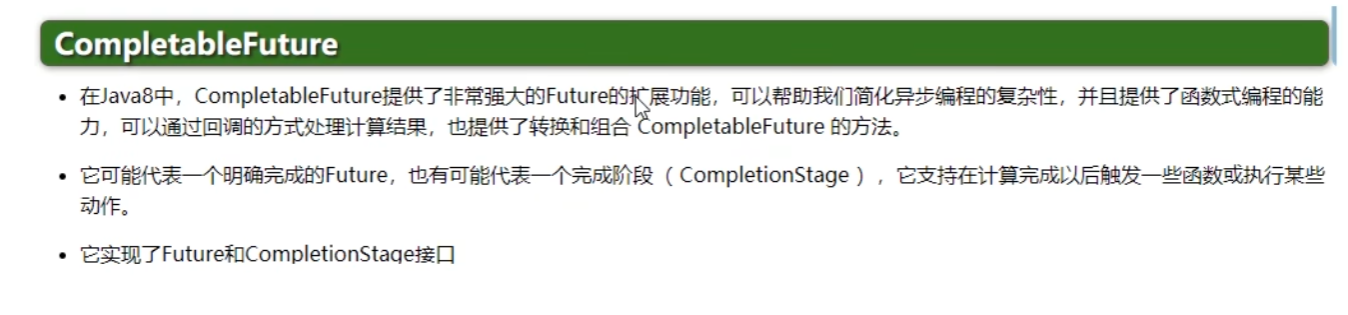 CompletableFuture
• 在Java8中，CompletableFuture提供了非常强大的Future的扩展功能，可以帮助我们简化异步编程的复杂性，并且提供了函数式编程的能
力，可以通过回调的方式处理计算结果，也提供了转换和组合 CompletableFuture 的方法。
• 它可能代表一个明确完成的Future，也有可能代表一个完成阶段（ CompletionStage ），它支持在计算完成以后触发一些函数或执行某些
动作。
• 它实现了Future和CompletionStage接口